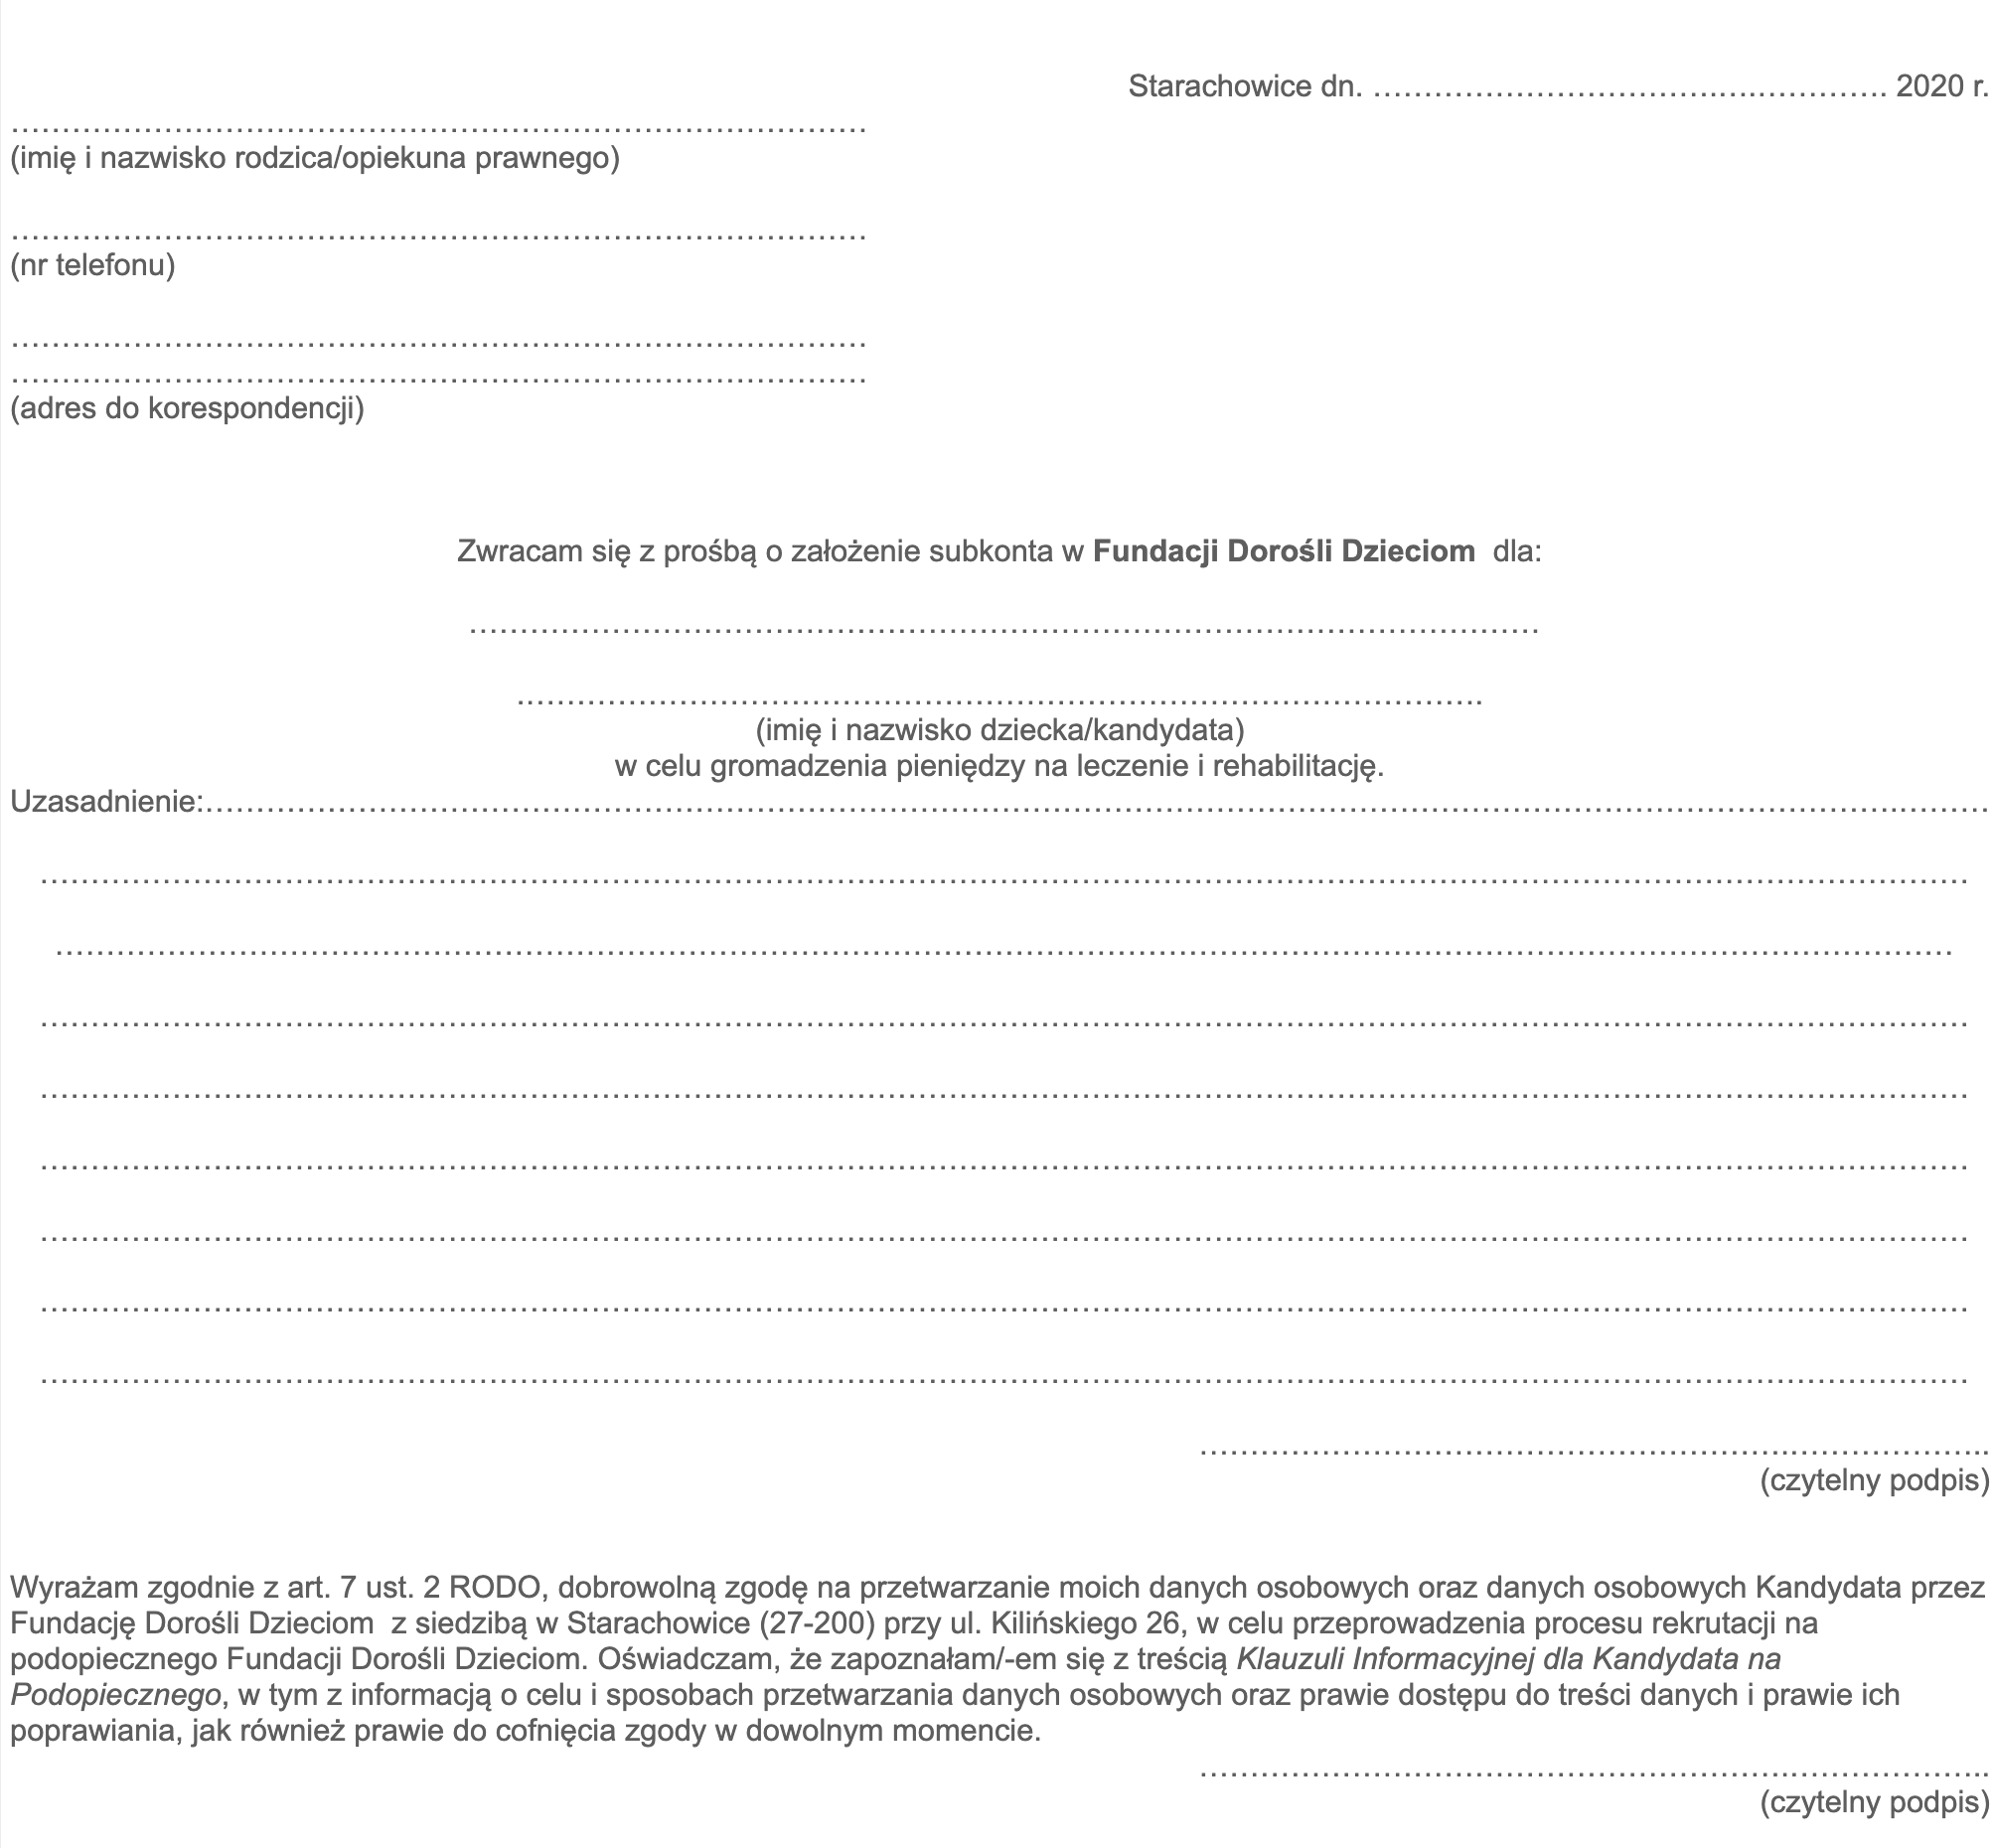 Starachowice dn. …………………………….…..…………. 2020 r.
…………………………………………………………………………
(imię i nazwisko rodzica/opiekuna prawnego)
…………………………………………………………………………
(nr telefonu)
…………………………………………………………………………
…………………………………………………………………………
(adres do korespondencji)
Zwracam się z prośbą o założenie subkonta w Fundacji Dorośli Dzieciom  dla:
……………………………………………………………………………………………
………………………………….………………………………………………….
(imię i nazwisko dziecka/kandydata)
w celu gromadzenia pieniędzy na leczenie i rehabilitację.
Uzasadnienie:……………………………………………………………………………………………………………………………………………….………
………………………………………………………………………………………………………………………………………………………………………
……………………………………………………………………………………………………………………………………………………………………
………………………………………………………………………………………………………………………………………………………………………
………………………………………………………………………………………………………………………………………………………………………
………………………………………………………………………………………………………………………………………………………………………
………………………………………………………………………………………………………………………………………………………………………
………………………………………………………………………………………………………………………………………………………………………
………………………………………………………………………………………………………………………………………………………………………
………………………………………………….………………..
(czytelny podpis)
Wyrażam zgodnie z art. 7 ust. 2 RODO, dobrowolną zgodę na przetwarzanie moich danych osobowych oraz danych osobowych Kandydata przez
Fundację Dorośli Dzieciom  z siedzibą w Starachowice (27-200) przy ul. Kilińskiego 26, w celu przeprowadzenia procesu rekrutacji na
podopiecznego Fundacji Dorośli Dzieciom. Oświadczam, że zapoznałam/-em się z treścią Klauzuli Informacyjnej dla Kandydata na
Podopiecznego, w tym z informacją o celu i sposobach przetwarzania danych osobowych oraz prawie dostępu do treści danych i prawie ich
poprawiania, jak również prawie do cofnięcia zgody w dowolnym momencie.
………………………………………………….………………..
(czytelny podpis)